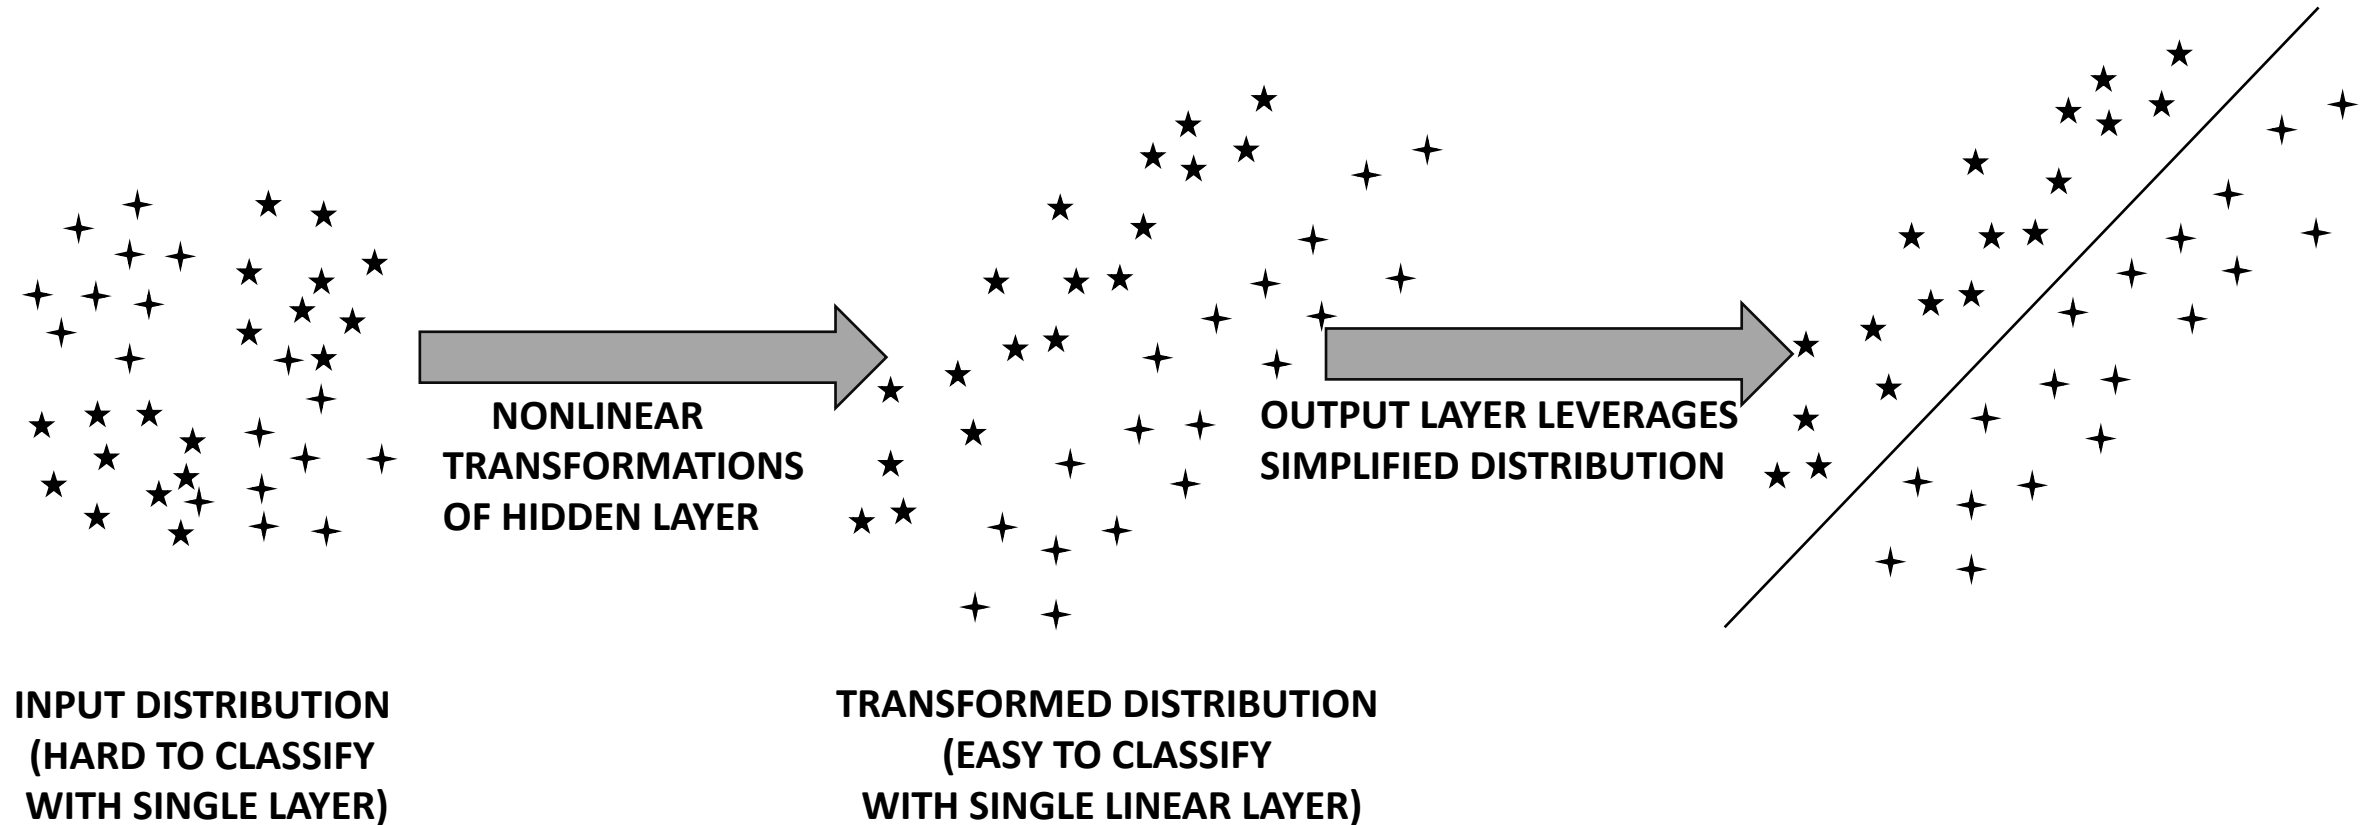 NONLINEAR
TRANSFORMATIONS
OF HIDDEN LAYER
OUTPUT LAYER LEVERAGES
SIMPLIFIED DISTRIBUTION
INPUT DISTRIBUTION
(HARD TO CLASSIFY
WITH SINGLE LAYER)
TRANSFORMED DISTRIBUTION
(EASY TO CLASSIFY
WITH SINGLE LINEAR LAYER)